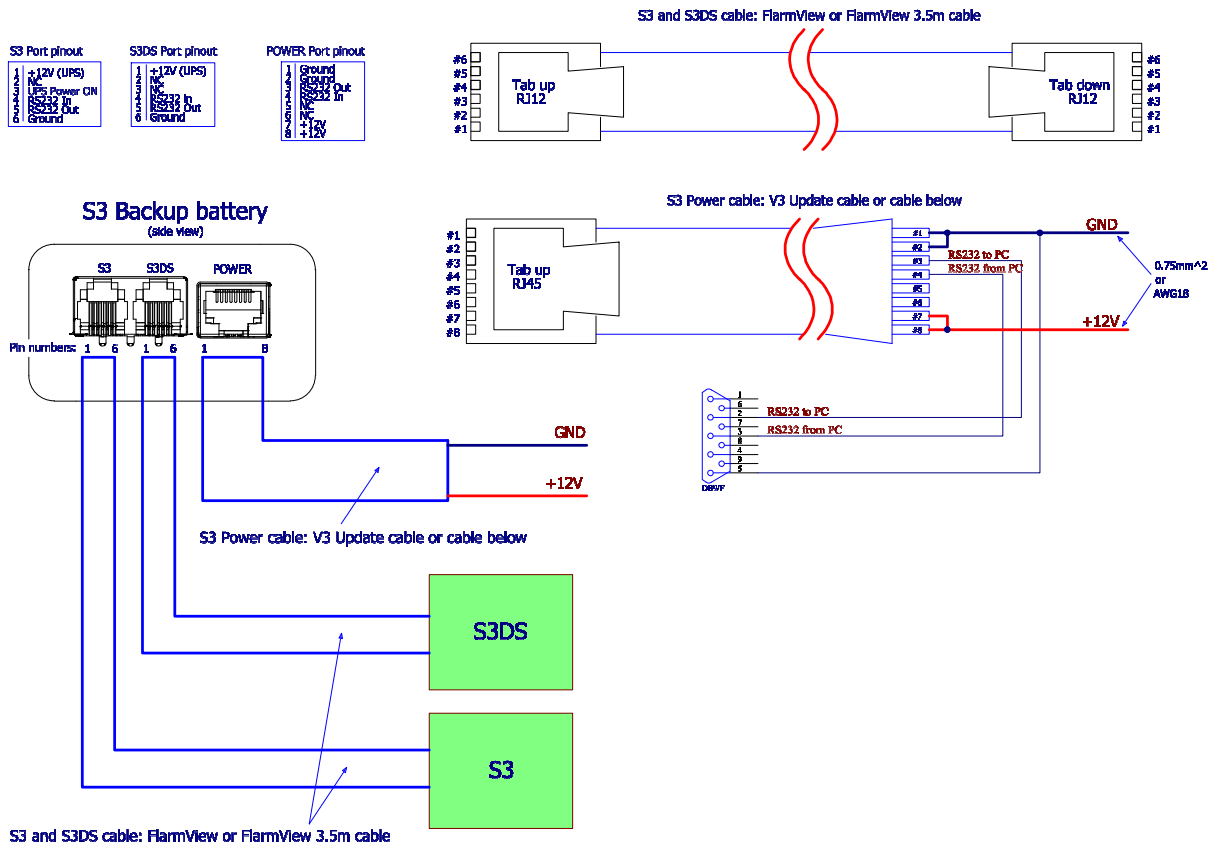 S3 and S3DS cable: FlarmView or FlarmView 3.5m cable
S3 Port pinout
1 +12V (UPS)
2 NC
3 UPS Power ON
4 RS232 In
5 RS232 Out
6 Ground
S3DS Port pinout
1 +12V (UPS)
2 NC
3 NC
4 RS232 In
5 RS232 Out
6 Ground
POWER Port pinout
1 Ground
2 Ground
3 RS232 Out
4 RS232 In
5 NC
6 NC
7 +12V
8 +12V
#6
#5
#4
#3
#2
#1
Tab up
RJ12
Tab down
RJ12
#6
#5
#4
#3
#2
#1
S3 Power cable: V3 Update cable or cable below
#1
#2
#3
#4
#5
#6
#7
#8
Tab up
RJ45
#1
#2
#3
#4
#5
#6
#7
#8
GND
RS232 to PC
RS232 from PC
+12V
0.75mm^2
or
AWG18
S3 Backup battery
(side view)
S3 S3DS POWER
Pin numbers: 1 6 1 6 1 8
1
6
2
7
3
8
4
9
5
RS232 to PC
RS232 from PC
DB9/F
GND
+12V
S3 Power cable: V3 Update cable or cable below
S3DS
S3
S3 and S3DS cable: FlarmView or FlarmView 3.5m cable